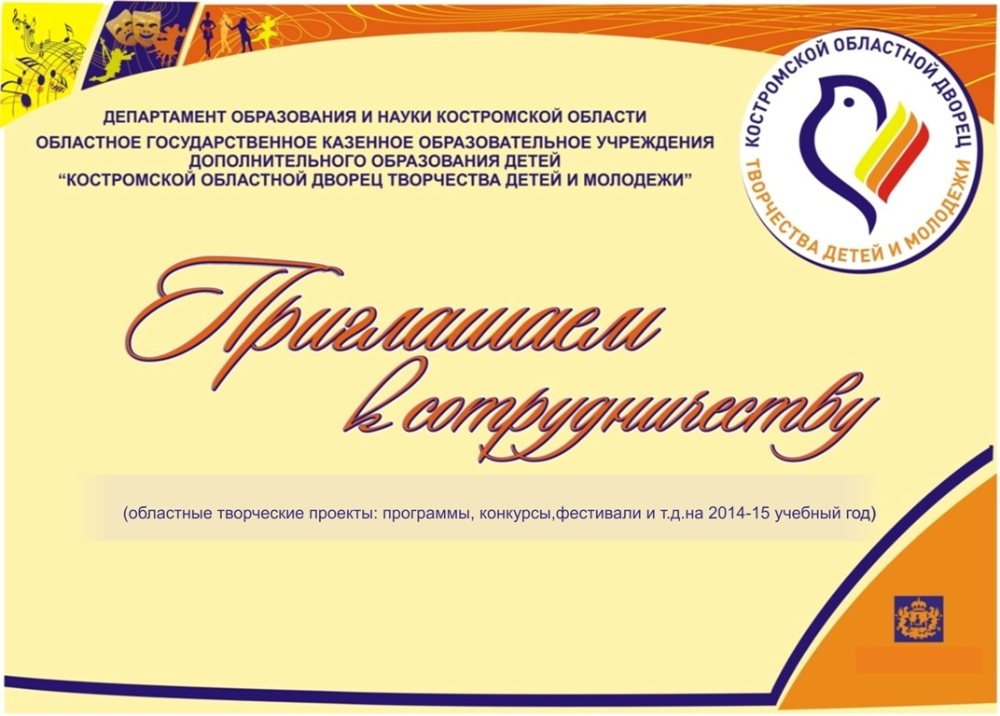 ДЕПАРТАМЕНТ ОБРАЗОВАНИЯ И НАУКИ КОСТРОМСКОЙ ОБЛАСТИ
ОБЛАСТНОЕ ГОСУДАРСТВЕННОЕ КАЗЕННОЕ ОБРАЗОВАТЕЛЬНОЕ УЧРЕЖДЕНИЯ
ДОПОЛНИТЕЛЬНОГО ОБРАЗОВАНИЯ ДЕТЕЙ
“КОСТРОМСКОЙ ОБЛАСТНОЙ ДВОРЕЦ ТВОРЧЕСТВА ДЕТЕЙ И МОЛОДЕЖИ”
КОСТРОМСКОЙ ОБЛАСТНОЙ ДВОРЕЦ
ТВОРЧЕСТВА ДЕТЕЙ И МОЛОДЕЖИ
Приглашаем
к сотрудничеству
(областные творческие проекты: программы, конкурсы,фестивали и т.д.на 2014-15 учебный год)